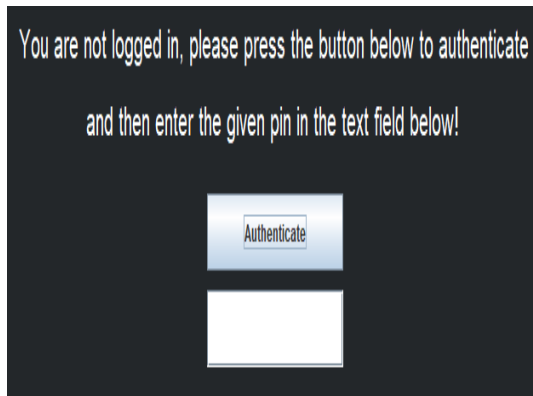 You are not logged in, please press the button below to authenticate
and then enter the given pin in the text field below!
Authenticate